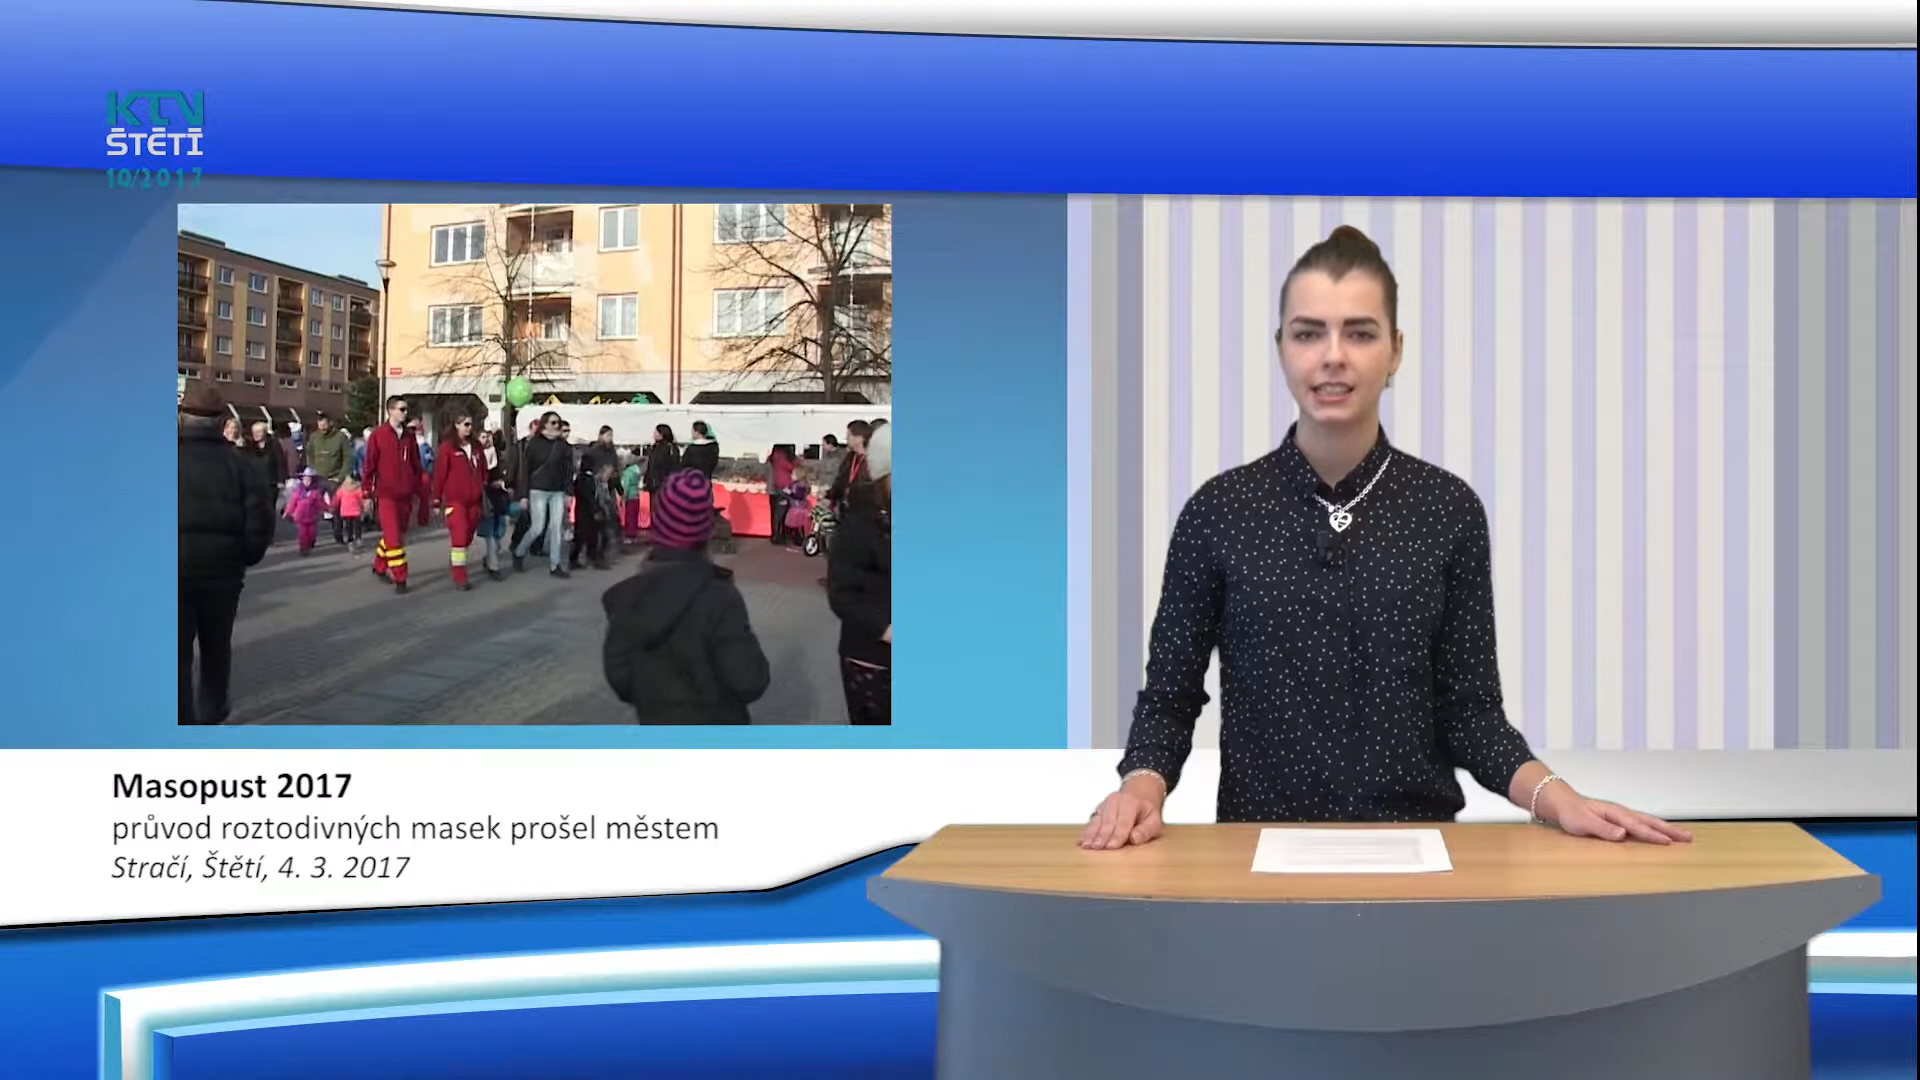 KTV
ŠTĚTÍ
10/2017
Masopust 2017
průvod roztodivných masek prošel městem
Stračí, Štětí, 4. 3. 2017